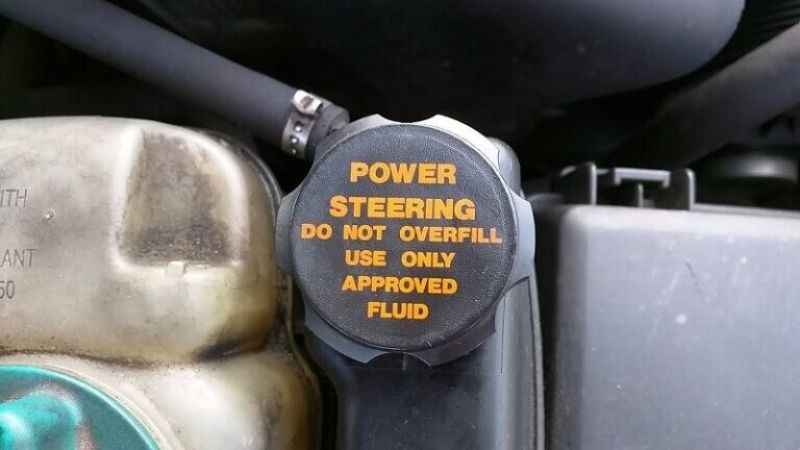 POWER
STEERING
DO NOT OVERFILL
USE ONLY
APPROVED
FLUID